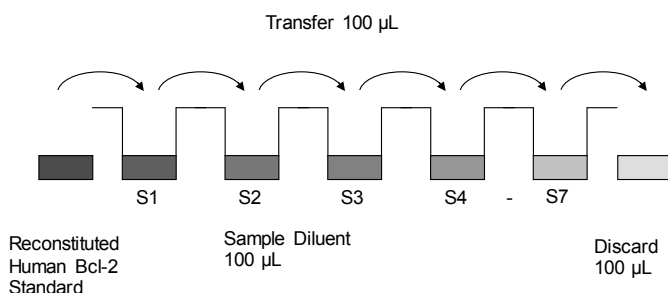 Transfer 100 µL
S1 S2 S3 S4 - S7
Reconstituted
Human Bcl-2
Standard
Sample Diluent
100 µL
Discard
100 µL